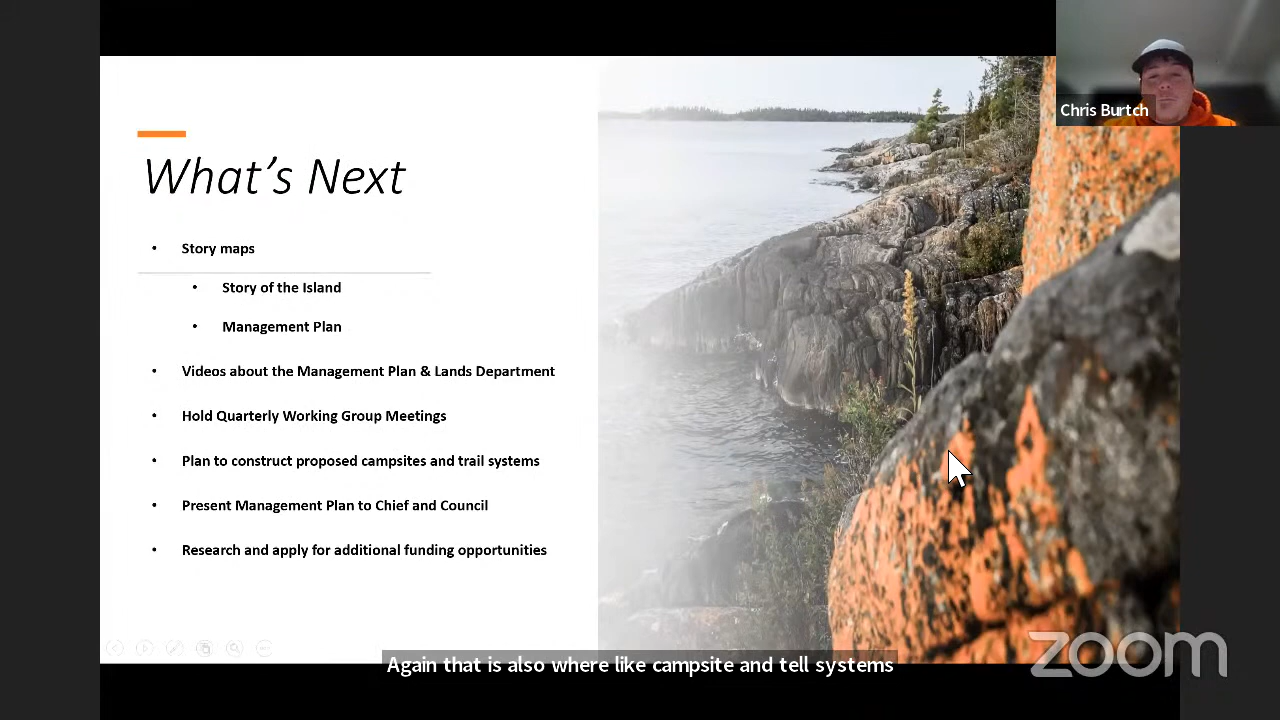 Chris Burtch
What's Next
• Story maps
• Story of the Island
• Management Plan
• Videos about the Management Plan & Lands Department
• Hold Quarterly Working Group Meetings
• Plan to construct proposed campsites and trail systems
• Present Management Plan to Chief and Council
• Research and apply for additional funding opportunities
zoom
Again that is also where like campsite and tell systems